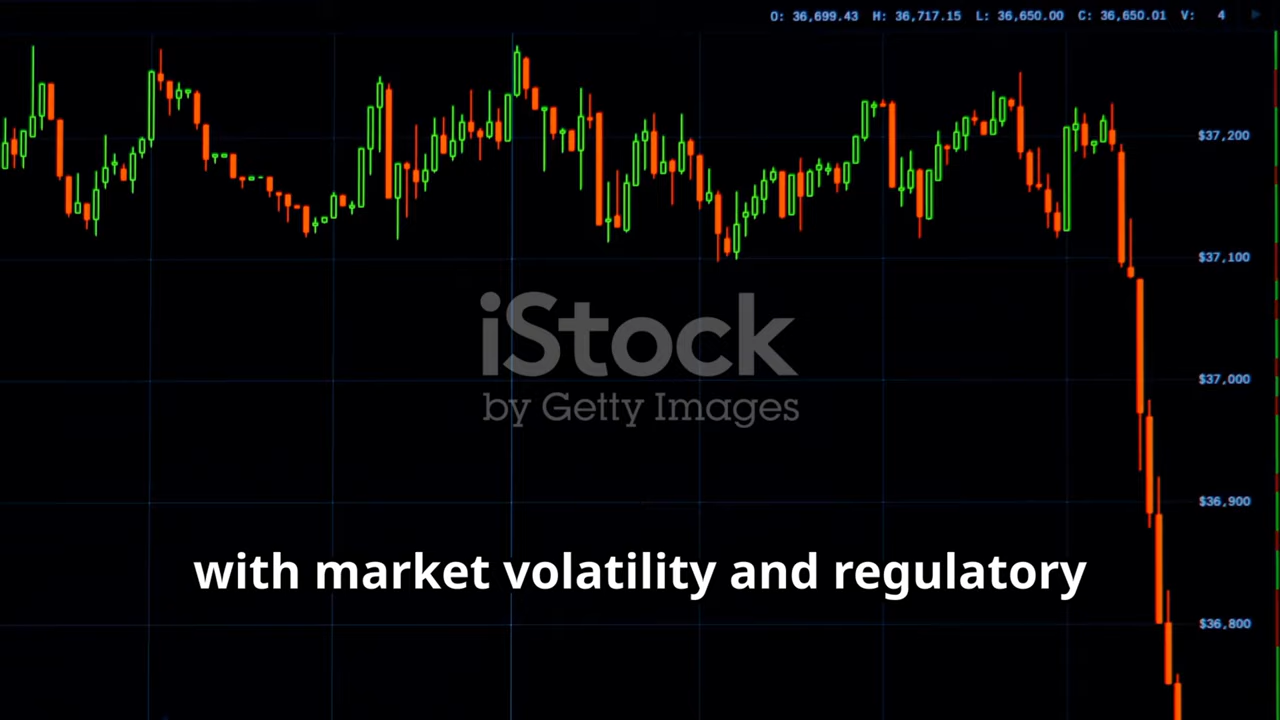 O: 36,699.43 H: 36,717.15 L: 36,650.00 C: 36,650.01 V: 4
$37,200
$37,100
iStock
by Getty Images
$37,000
$36,900
with market volatility and regulatory
$36,800